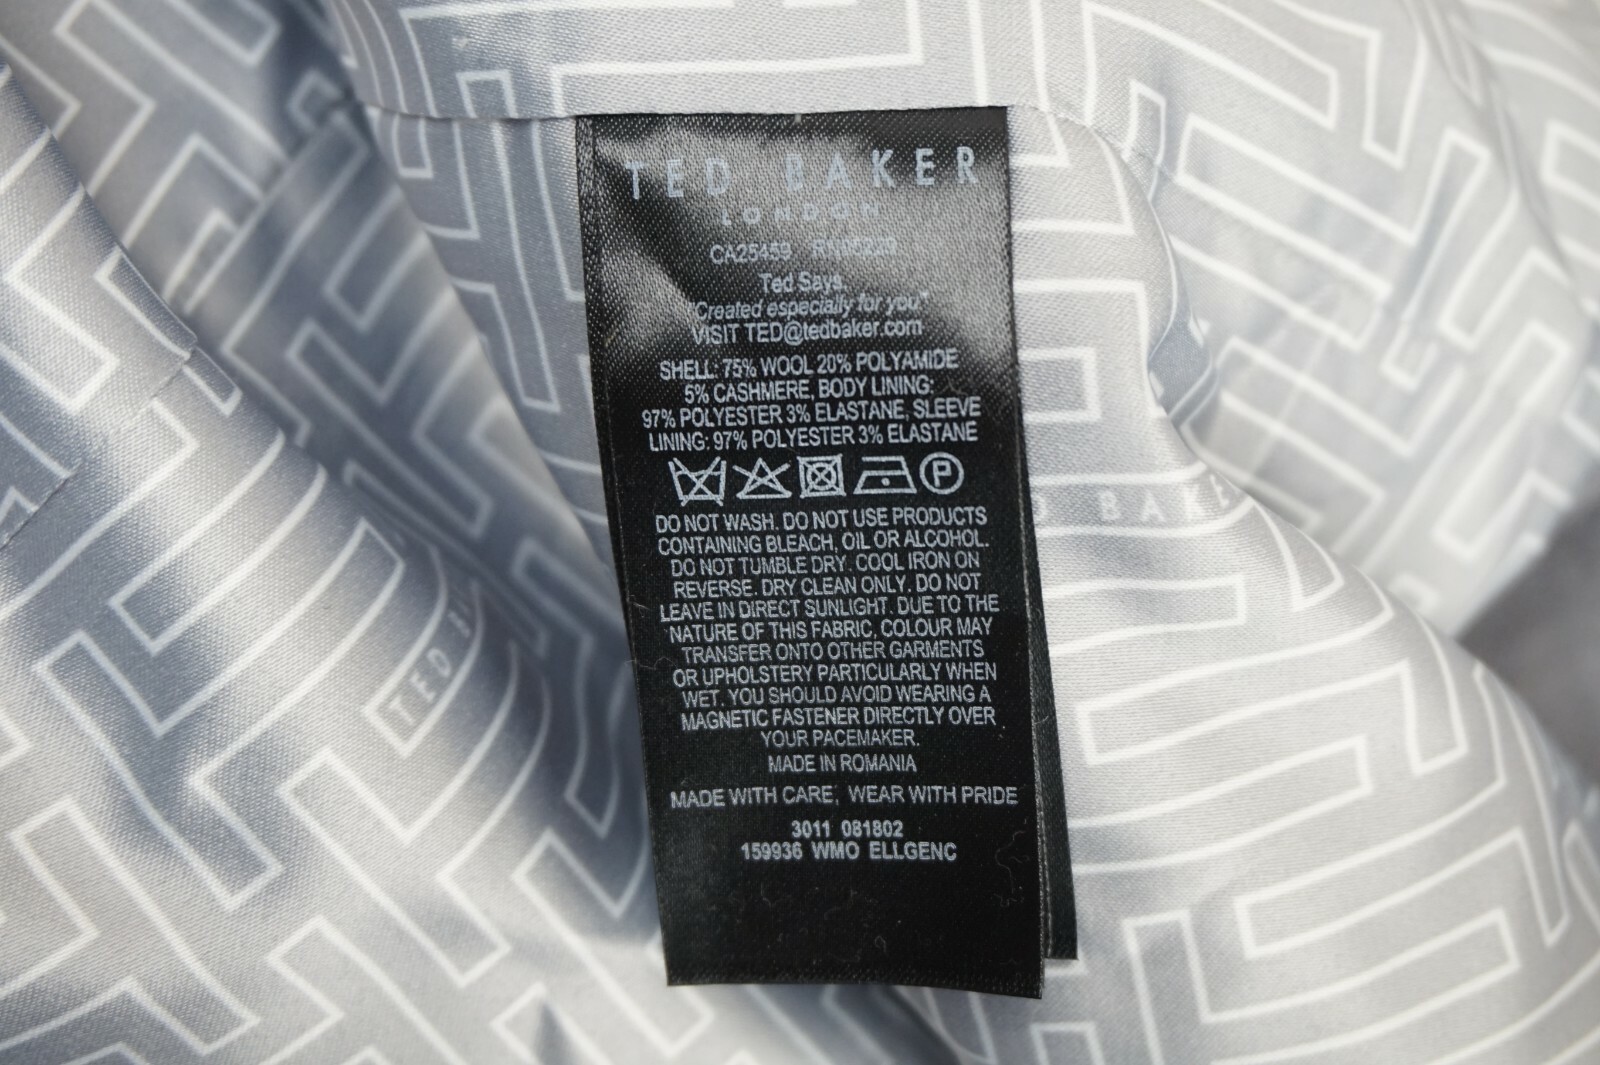 TED BAKER
LONDON
CA25459
Ted Says
"Created especially for you"
VISIT TED@tedbaker.com
SHELL: 75% WOOL 20% POLYAMIDE
5% CASHMERE, BODY LINING:
97% POLYESTER 3% ELASTANE, SLEEVE
LINING: 97% POLYESTER 3% ELASTANE
P
DO NOT WASH. DO NOT USE PRODUCTS
CONTAINING BLEACH, OIL OR ALCOHOL.
DO NOT TUMBLE DRY. COOL IRON ON
REVERSE. DRY CLEAN ONLY. DO NOT
LEAVE IN DIRECT SUNLIGHT. DUE TO THE
NATURE OF THIS FABRIC, COLOUR MAY
TRANSFER ONTO OTHER GARMENTS
OR UPHOLSTERY PARTICULARLY WHEN
WET. YOU SHOULD AVOID WEARING A
MAGNETIC FASTENER DIRECTLY OVER
YOUR PACEMAKER.
MADE IN ROMANIA
MADE WITH CARE, WEAR WITH PRIDE
3011 081802
159936 WMO ELLGENC
D BAKE
TED B